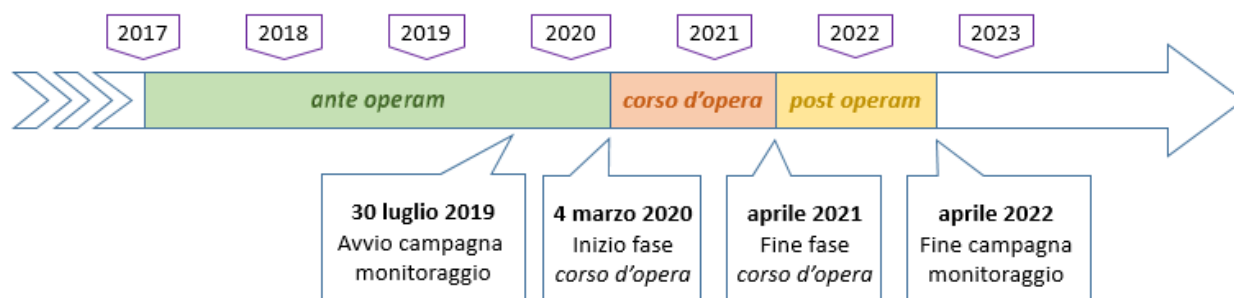 2017
2018
2019
2020
2021
2022
2023
ante operam
corso d'opera
post operam
30 luglio 2019
Avvio campagna
monitoraggio
4 marzo 2020
Inizio fase
corso d'opera
aprile 2021
Fine fase
corso d'opera
aprile 2022
Fine campagna
monitoraggio